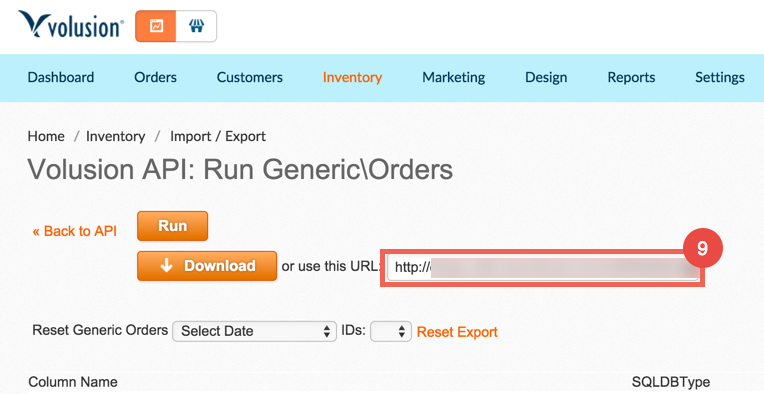 volusion
Dashboard Orders Customers Inventory Marketing Design Reports Settings
Home / Inventory / Import / Export
Volusion API: Run Generic\Orders
« Back to API Run
Download or use this URL: http://
9
Reset Generic Orders Select Date IDs: Reset Export
Column Name SQLDBType